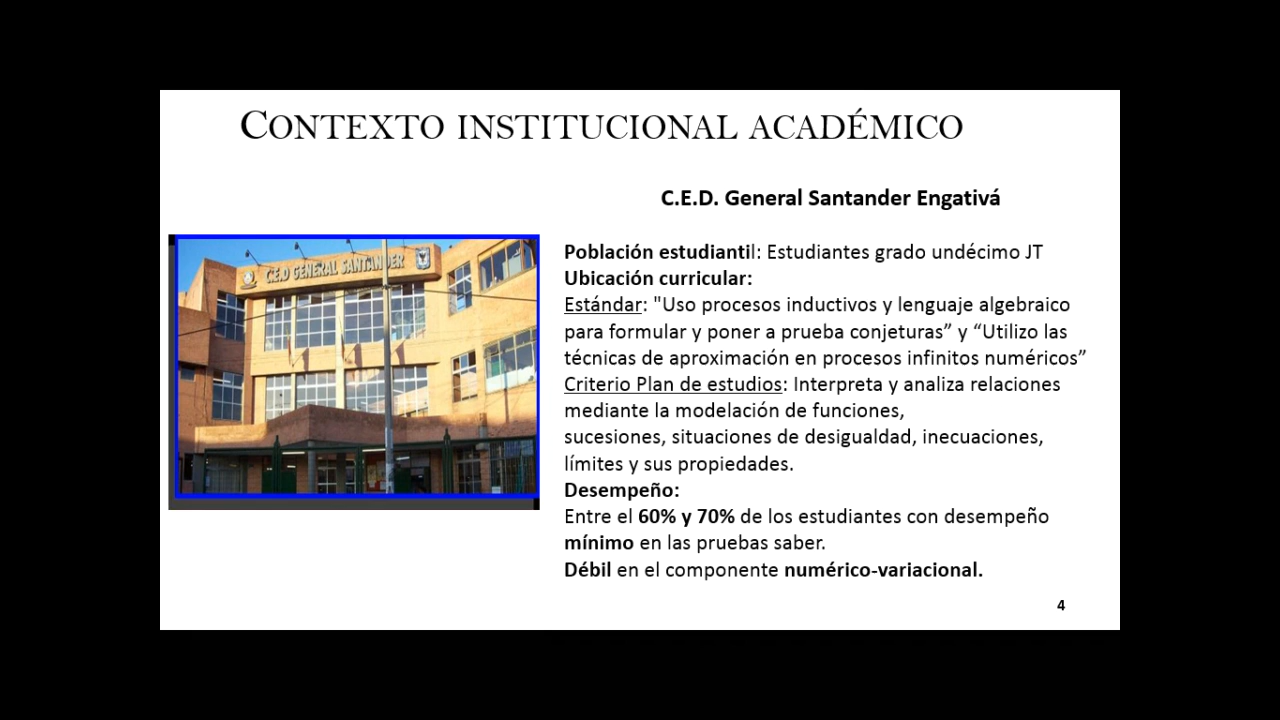 CONTEXTO INSTITUCIONAL ACADÉMICO
C.E.D. General Santander Engativá
C.E.D GENERAL SANTANDER
Población estudiantil: Estudiantes grado undécimo JT
Ubicación curricular:
Estándar: "Uso procesos inductivos y lenguaje algebraico
para formular y poner a prueba conjeturas” y “Utilizo las
técnicas de aproximación en procesos infinitos numéricos”
Criterio Plan de estudios: Interpreta y analiza relaciones
mediante la modelación de funciones,
sucesiones, situaciones de desigualdad, inecuaciones,
límites y sus propiedades.
Desempeño:
Entre el 60% y 70% de los estudiantes con desempeño
mínimo en las pruebas saber.
Débil en el componente numérico-variacional.
4